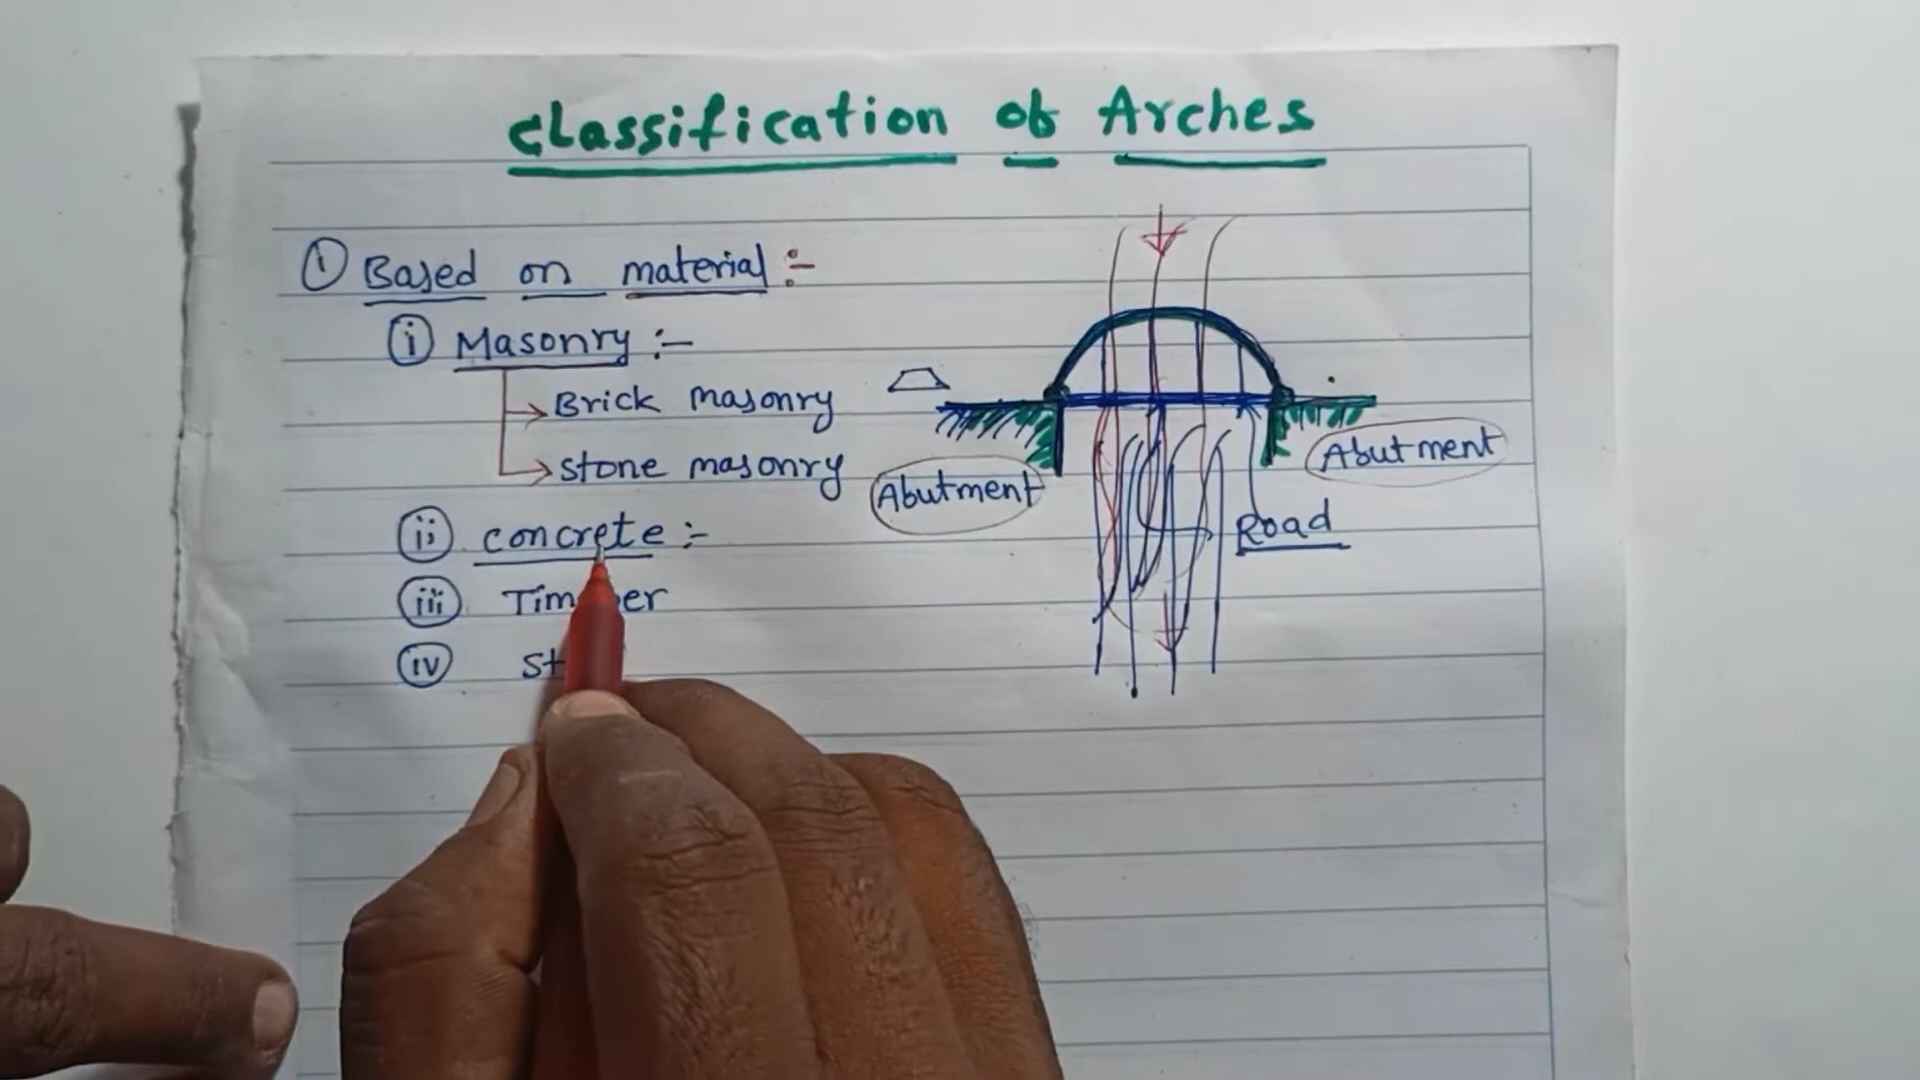 Classification of Arches
① Based on material :-
ⓘ Masonry :-
Brick masonry
stone masonry
Abutment
Abutment
Road
ii concrete :-
iii
iv